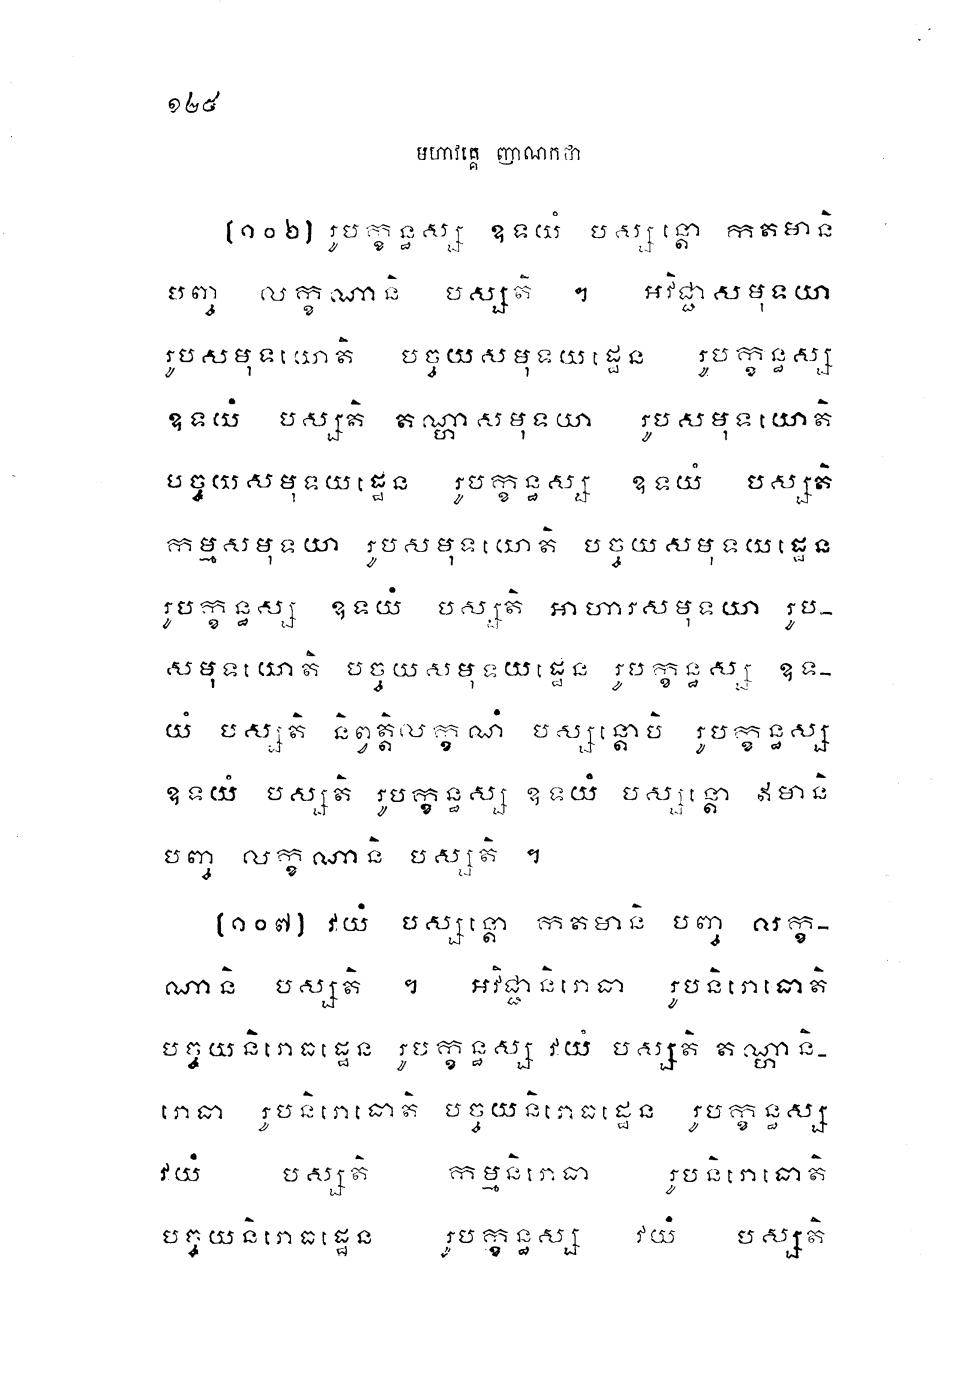 ១២៤
មហាវគ្គេ ញាណកថា
(១០៦) រូបក្ខន្ធស្ស ឧទយំ បស្សន្តោ កតមានិ
បញ្ច លក្ខណានិ បស្សតិ ។ អវិជ្ជាសមុទយា
រូបសមុទយោតិ បច្ចយសមុទយដ្ឋេន រូបក្ខន្ធស្ស
ឧទយំ បស្សតិ តណ្ហាសមុទយា រូបសមុទយោតិ
បច្ចយសមុទយដ្ឋេន រូបក្ខន្ធស្ស ឧទយំ បស្សតិ
កម្មសមុទយា រូបសមុទយោតិ បច្ចយសមុទយដ្ឋេន
រូបក្ខន្ធស្ស ឧទយំ បស្សតិ អាហារសមុទយា រូប-
សមុទយោតិ បច្ចយសមុទយដ្ឋេន រូបក្ខន្ធស្ស ឧទ-
យំ បស្សតិ និព្វត្តិលក្ខណំ បស្សន្តោបិ រូបក្ខន្ធស្ស
ឧទយំ បស្សតិ រូបក្ខន្ធស្ស ឧទយំ បស្សន្តោ ឥមានិ
បញ្ច លក្ខណានិ បស្សតិ ។
(១០៧) វយំ បស្សន្តោ កតមានិ បញ្ច លក្ខ-
ណានិ បស្សតិ ។ អវិជ្ជានិរោធា រូបនិរោធោតិ
បច្ចយនិរោធដ្ឋេន រូបក្ខន្ធស្ស វយំ បស្សតិ តណ្ហានិ-
រោធា រូបនិរោធោតិ បច្ចយនិរោធដ្ឋេន រូបក្ខន្ធស្ស
វយំ បស្សតិ កម្មនិរោធា រូបនិរោធោតិ
បច្ចយនិរោធដ្ឋេន រូបក្ខន្ធស្ស វយំ បស្សតិ